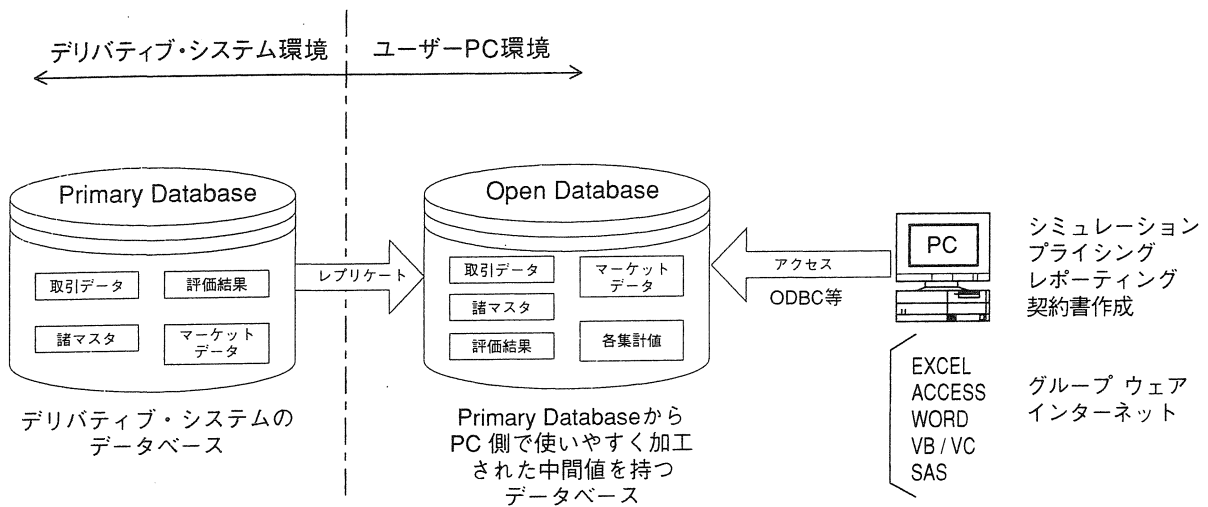 デリバティブ・システム環境
ユーザーPC環境
Primary Database
取引データ
評価結果
諸マスタ
マーケット
データ
デリバティブ・システムの
データベース
レプリケート
Open Database
取引データ
マーケット
データ
諸マスタ
評価結果
各集計値
Primary Databaseから
PC 側で使いやすく加工
された中間値を持つ
データベース
アクセス
ODBC等
PC
シミュレーション
プライシング
レポーティング
契約書作成
EXCEL
ACCESS
WORD
VB / VC
SAS
グループ ウェア
インターネット